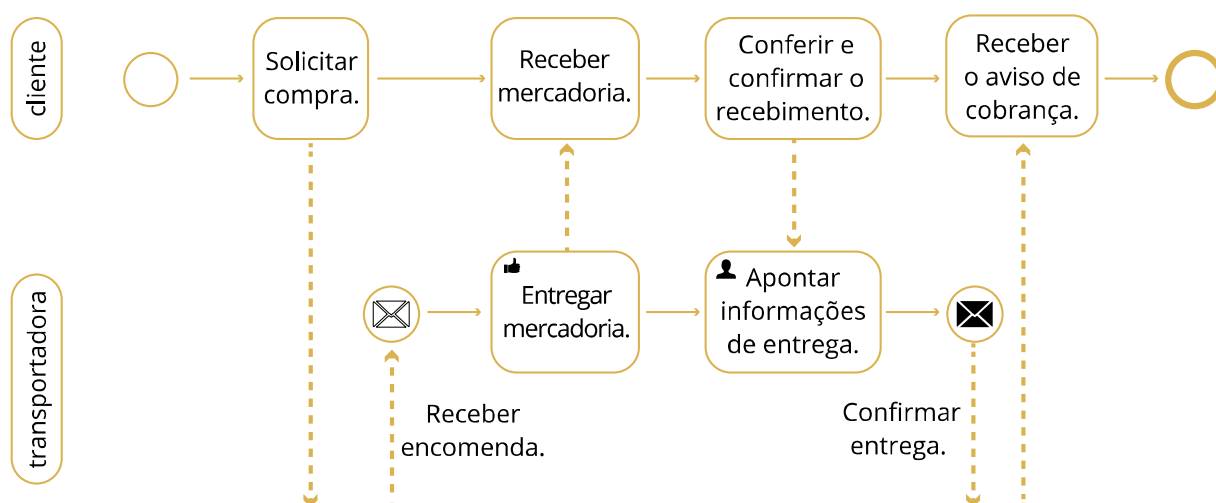 cliente
Solicitar
compra.
Receber
mercadoria.
Conferir e
confirmar o
recebimento.
Receber
o aviso de
cobrança.
transportadora
Entregar
mercadoria.
Apontar
informações
de entrega.
Receber
encomenda.
Confirmar
entrega.